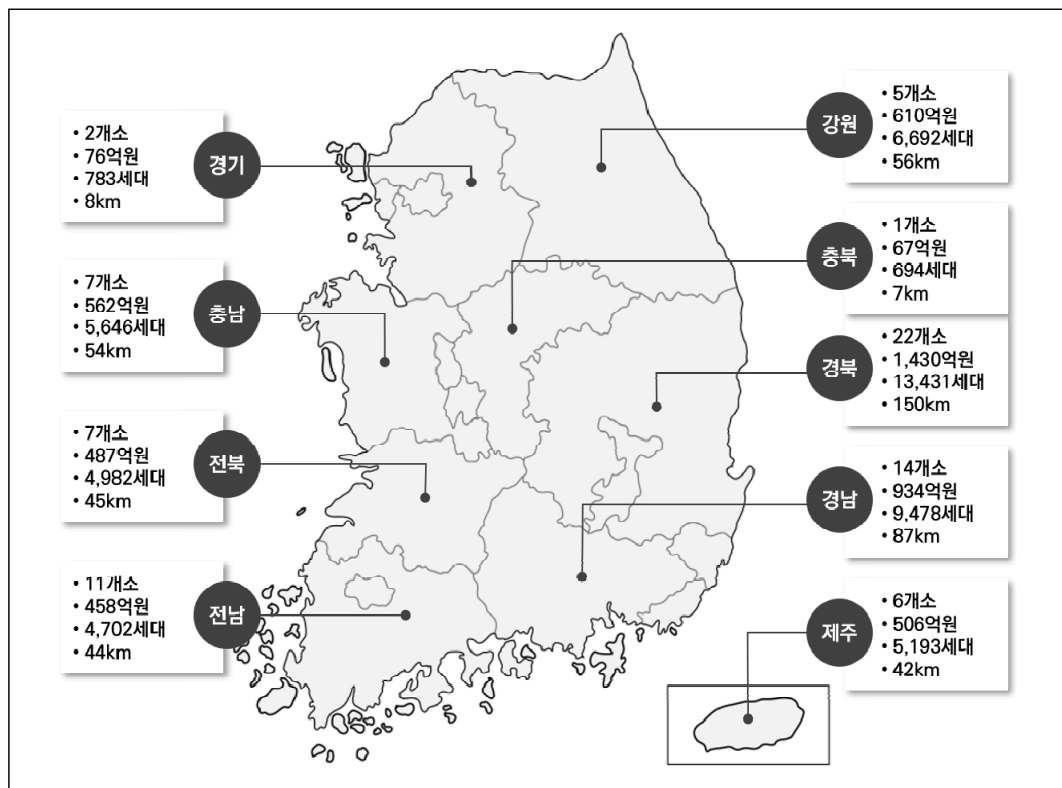 경기
• 2개소
• 76억원
• 783세대
• 8km
충남
• 7개소
• 562억원
• 5,646세대
• 54km
전북
• 7개소
• 487억원
• 4,982세대
• 45km
전남
• 11개소
• 458억원
• 4,702세대
• 44km
강원
• 5개소
• 610억원
• 6,692세대
• 56km
충북
• 1개소
• 67억원
• 694세대
• 7km
경북
• 22개소
• 1,430억원
• 13,431세대
• 150km
경남
• 14개소
• 934억원
• 9,478세대
• 87km
제주
• 6개소
• 506억원
• 5,193세대
• 42km